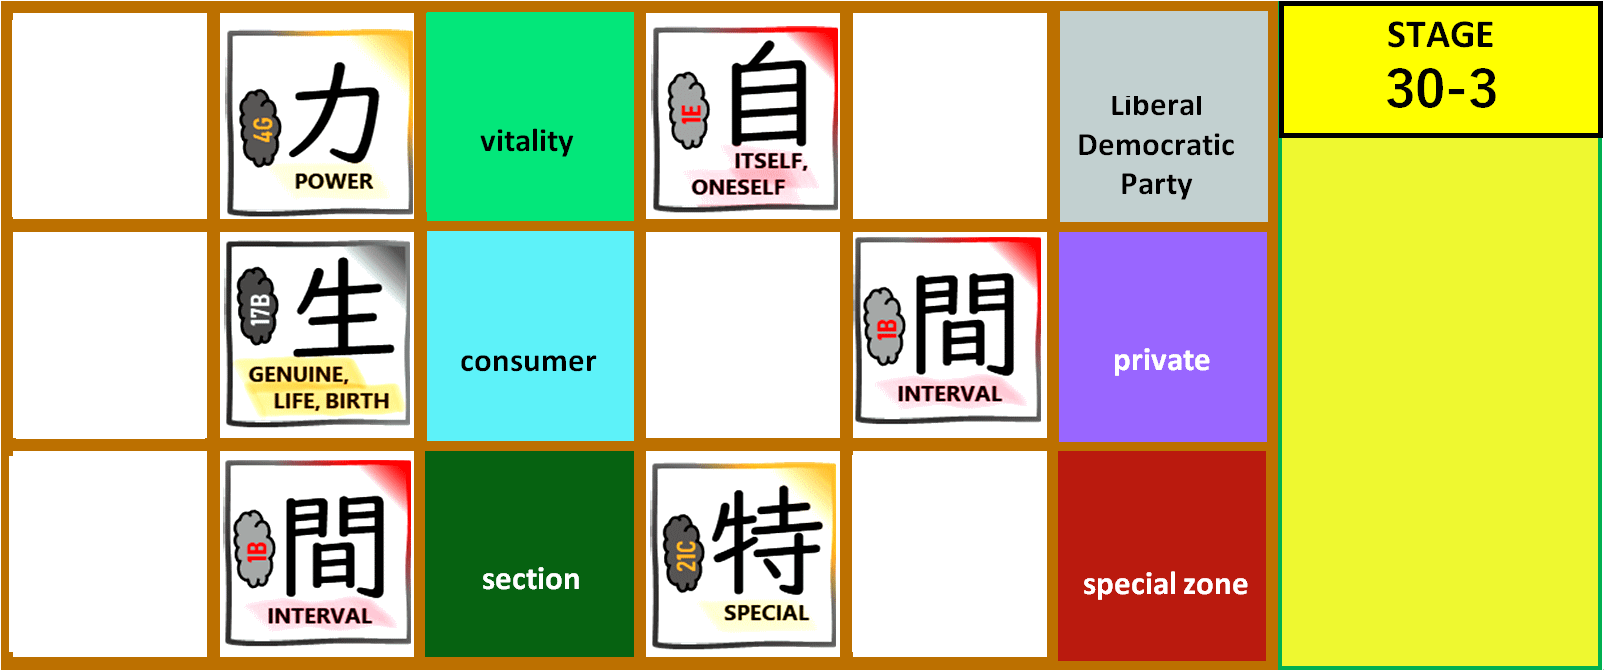 力
4G
POWER
vitality
自
1E
ITSELF,
ONESELF
Liberal
Democratic
Party
STAGE
30-3
生
17B
GENUINE,
LIFE, BIRTH
consumer
間
1B
INTERVAL
private
間
1B
INTERVAL
section
特
21C
SPECIAL
special zone